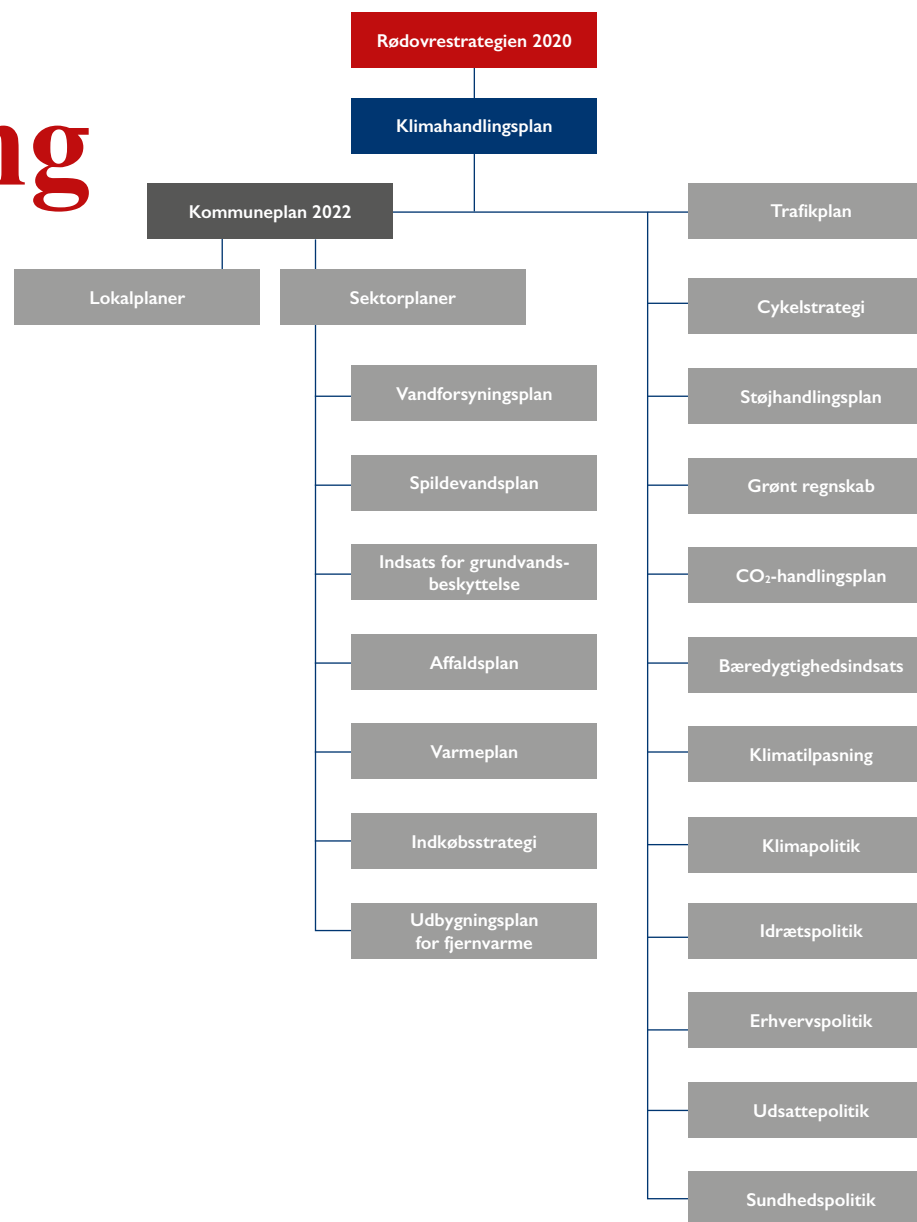 Rødovrestrategien 2020
Klimahandlingsplan
ng
Kommuneplan 2022
Lokalplaner
Sektorplaner
Vandforsyningsplan
Spildevandsplan
Indsats for grundvands-
beskyttelse
Affaldsplan
Varmeplan
Indkøbsstrategi
Udbygningsplan
for fjernvarme
Trafikplan
Cykelstrategi
Støjhandlingsplan
Grønt regnskab
CO₂-handlingsplan
Bæredygtighedsindsats
Klimatilpasning
Klimapolitik
Idrætspolitik
Erhvervspolitik
Udsattepolitik
Sundhedspolitik